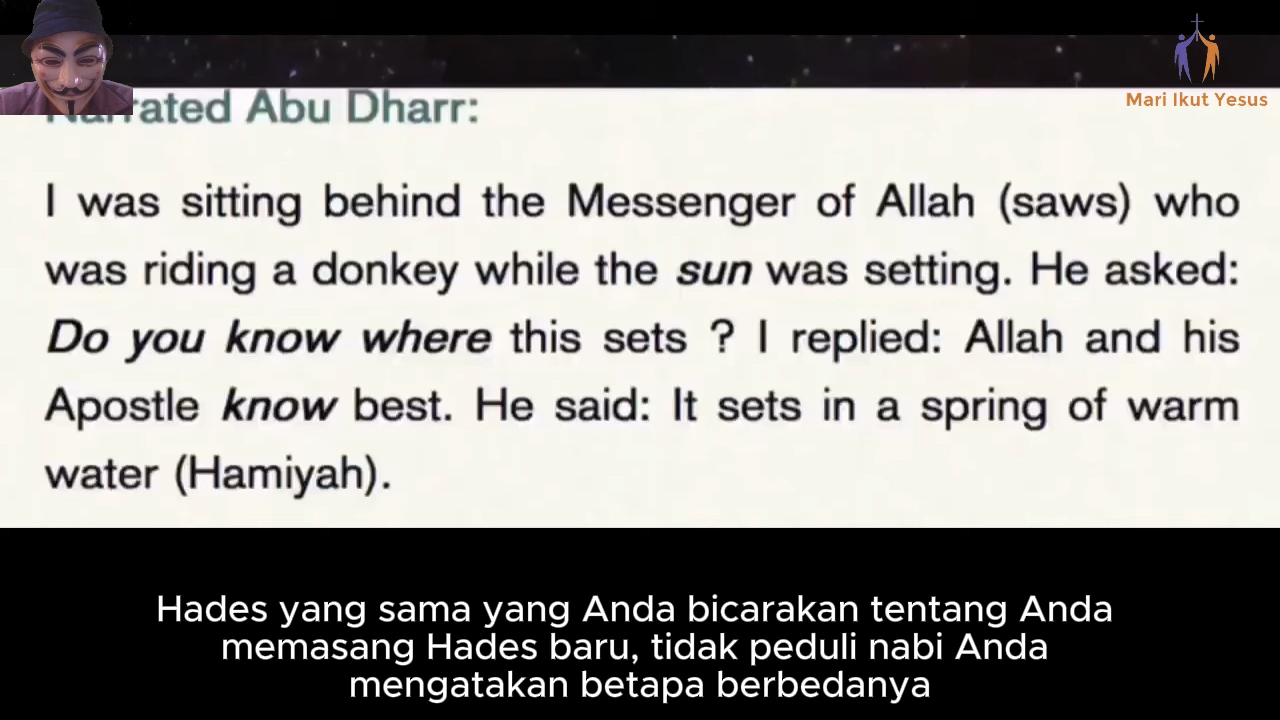 Mari Ikut Yesus
Narrated Abu Dharr:
I was sitting behind the Messenger of Allah (saws) who
was riding a donkey while the sun was setting. He asked:
Do you know where this sets ? I replied: Allah and his
Apostle know best. He said: It sets in a spring of warm
water (Hamiyah).
Hades yang sama yang Anda bicarakan tentang Anda
memasang Hades baru, tidak peduli nabi Anda
mengatakan betapa berbedanya